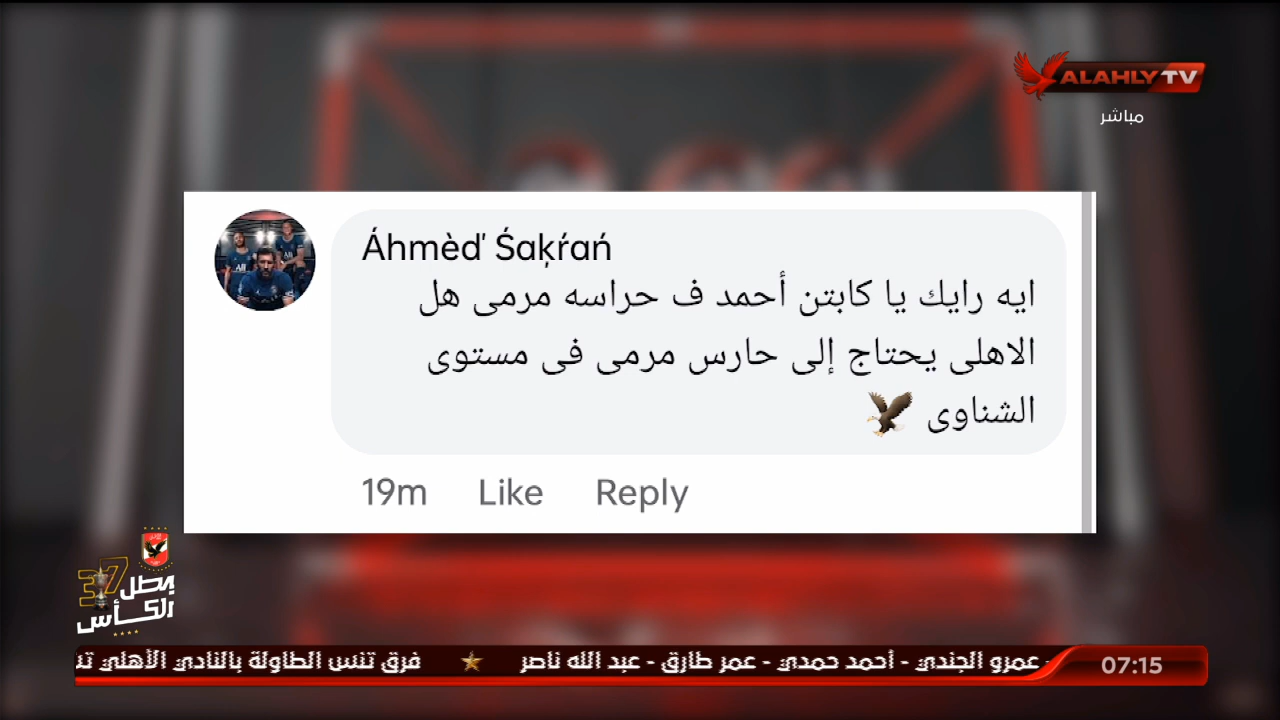 ALAHLY TV
مباشر
Áhmèď Śaķŕań
ايه رايك يا كابتن أحمد ف حراسه مرمى هل
الاهلى يحتاج إلى حارس مرمى فى مستوى
الشناوى
19m Like Reply
37
بطل
الكأس
- عمرو الجندي - أحمد حمدي - عمر طارق - عبد الله ناصر
فرق تنس الطاولة بالنادي الأهلي
07:15